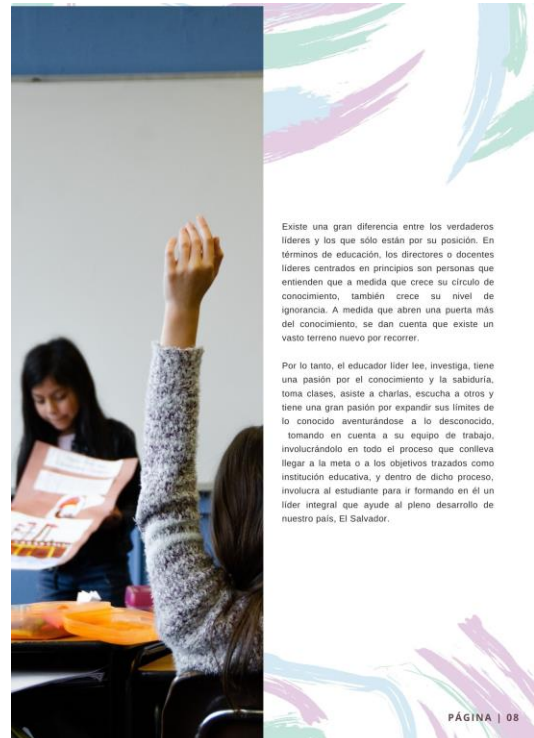 Existe una gran diferencia entre los verdaderos
líderes y los que sólo están por su posición. En
términos de educación, los directores o docentes
líderes centrados en principios son personas que
entienden que a medida que crece su círculo de
conocimiento, también crece su nivel de
ignorancia. A medida que abren una puerta más
del conocimiento, se dan cuenta que existe un
vasto terreno nuevo por recorrer.
Por lo tanto, el educador líder lee, investiga, tiene
una pasión por el conocimiento y la sabiduría,
toma clases, asiste a charlas, escucha a otros y
tiene una gran pasión por expandir sus límites de
lo conocido aventurándose a lo desconocido,
tomando en cuenta a su equipo de trabajo,
involucrándolo en todo el proceso que conlleva
llegar a la meta o a los objetivos trazados como
institución educativa, y dentro de dicho proceso,
involucra al estudiante para ir formando en él un
líder integral que ayude al pleno desarrollo de
nuestro país, El Salvador.
PÁGINA | 08